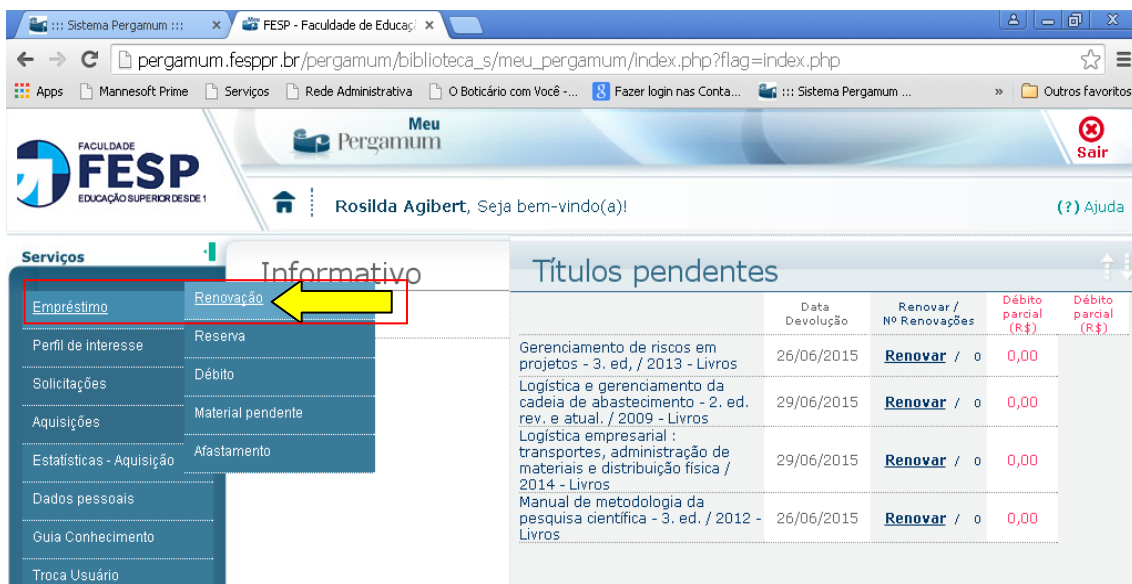 ::: Sistema Pergamum :::
FESP - Faculdade de Educaç
pergamum.fesppr.br/pergamum/biblioteca_s/meu_pergamum/index.php?flag=index.php
Apps Mannesoft Prime Serviços Rede Administrativa O Boticário com Você -... Fazer login nas Conta... ::: Sistema Pergamum ... » Outros favoritos
FACULDADE
FESP
EDUCAÇÃO SUPERIOR DESDE 1
Meu
Pergamum
Sair
Rosilda Agibert, Seja bem-vindo(a)!
(?) Ajuda
Serviços
Empréstimo
Perfil de interesse
Solicitações
Aquisições
Estatísticas - Aquisição
Dados pessoais
Guia Conhecimento
Troca Usuário
Renovação
Reserva
Débito
Material pendente
Afastamento
Informativo
Títulos pendentes
Data
Devolução
Renovar /
Nº Renovações
Débito
parcial
(R$)
Débito
parcial
(R$)
Gerenciamento de riscos em
projetos - 3. ed, / 2013 - Livros
26/06/2015 Renovar / 0 0,00
Logística e gerenciamento da
cadeia de abastecimento - 2. ed.
rev. e atual. / 2009 - Livros
29/06/2015 Renovar / 0 0,00
Logística empresarial :
transportes, administração de
materiais e distribuição física /
2014 - Livros
29/06/2015 Renovar / 0 0,00
Manual de metodologia da
pesquisa científica - 3. ed. / 2012 -
Livros
26/06/2015 Renovar / 0 0,00